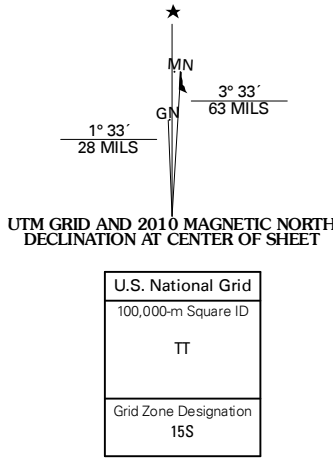 ★
MN
GN
3° 33´
63 MILS
1° 33´
28 MILS
UTM GRID AND 2010 MAGNETIC NORTH
DECLINATION AT CENTER OF SHEET
U.S. National Grid
100,000-m Square ID
TT
Grid Zone Designation
15S